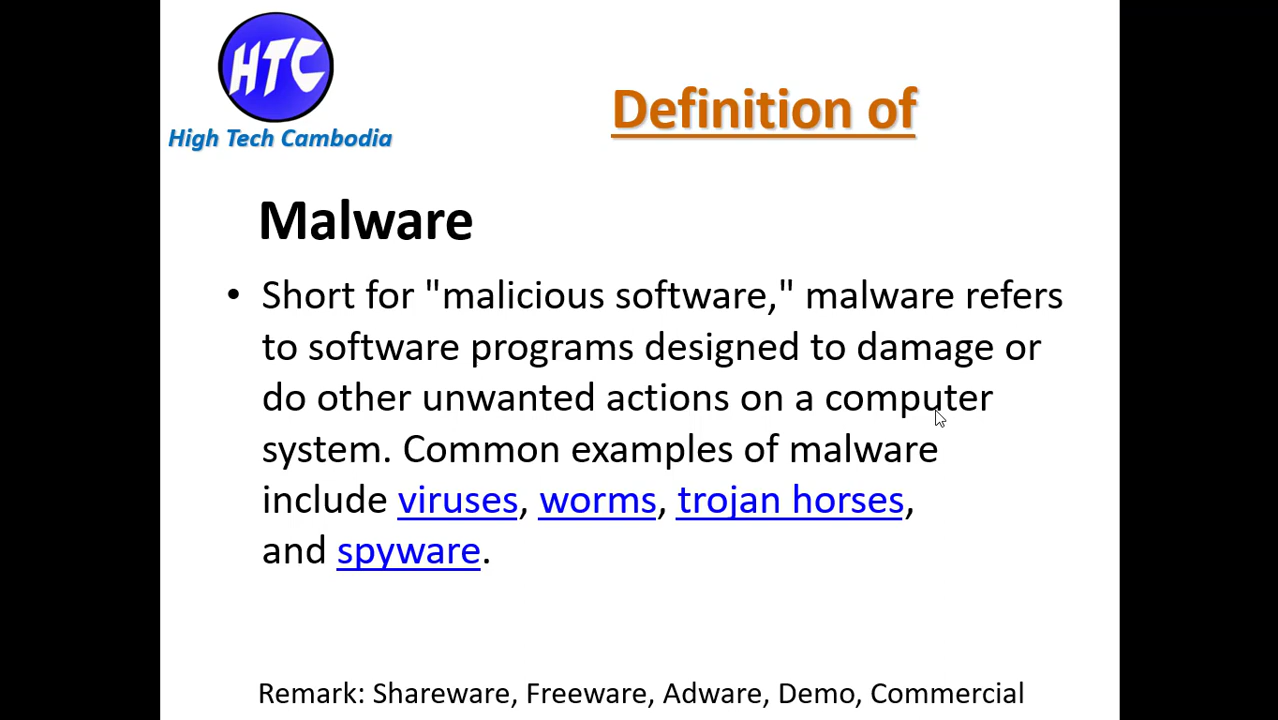 HTC
High Tech Cambodia
Definition of
Malware
• Short for "malicious software," malware refers
to software programs designed to damage or
do other unwanted actions on a computer
system. Common examples of malware
include viruses, worms, trojan horses,
and spyware.
Remark: Shareware, Freeware, Adware, Demo, Commercial